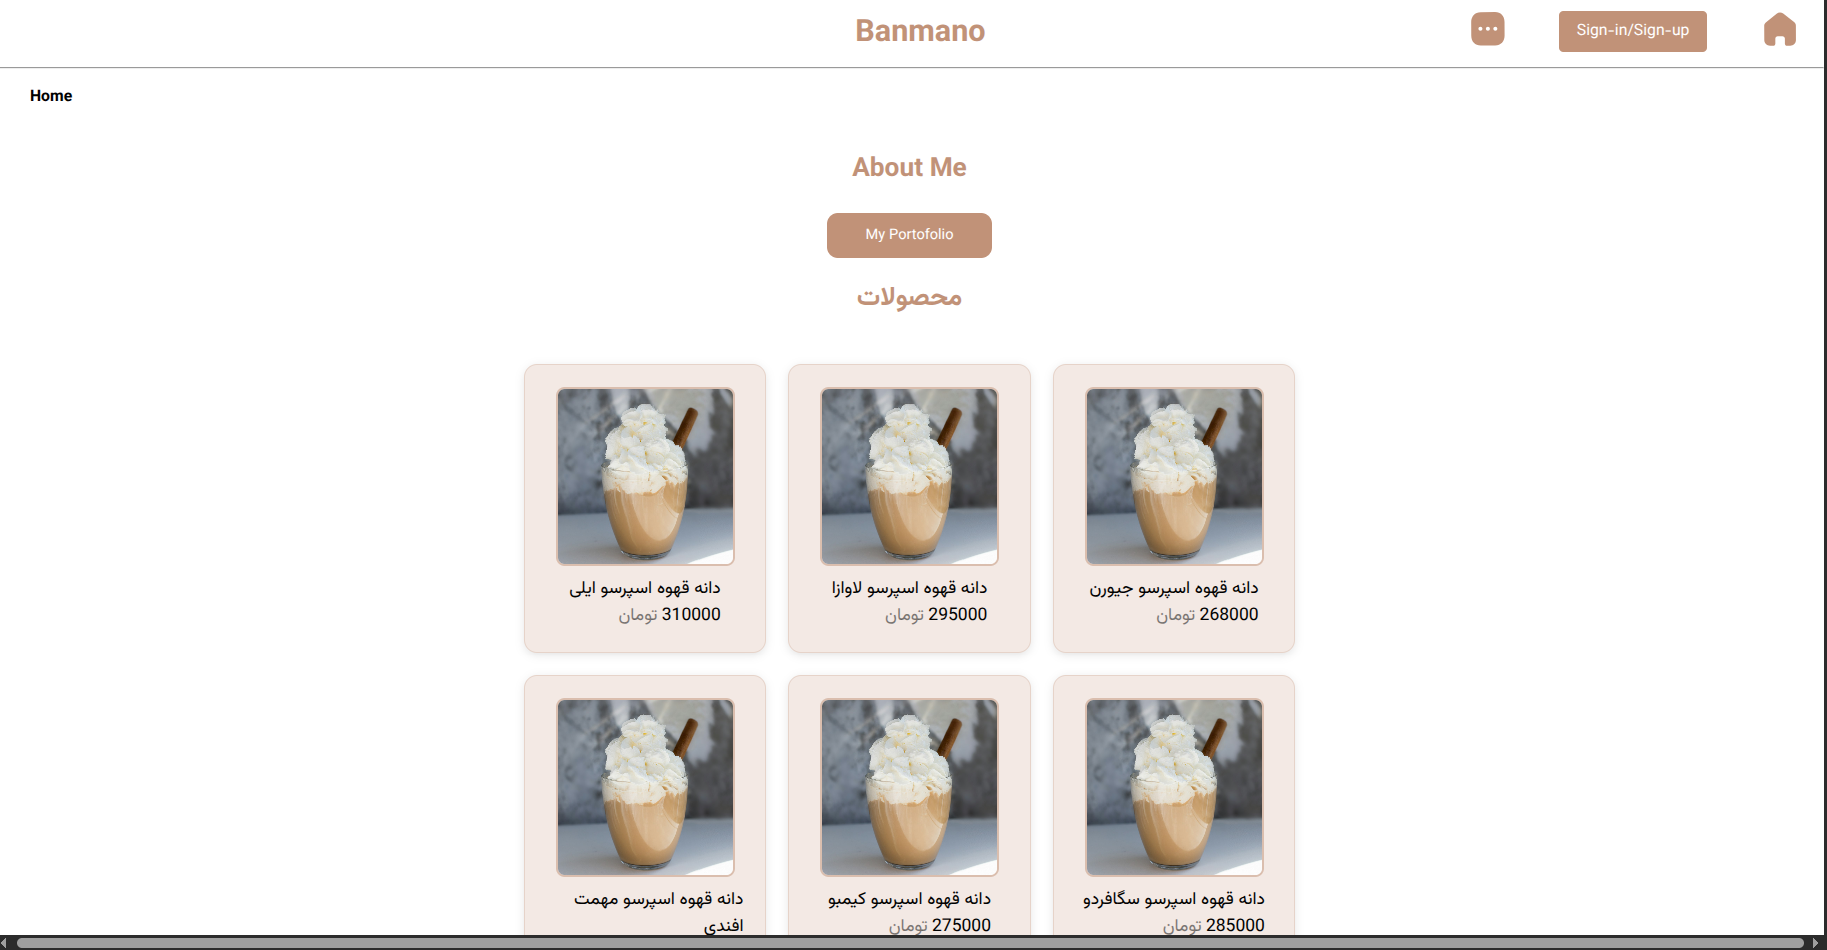 Banmano
Sign-in/Sign-up
Home
About Me
My Portofolio
محصولات
دانه قهوه اسپرسو جیورن
268000 تومان
دانه قهوه اسپرسو لاوازا
295000 تومان
دانه قهوه اسپرسو ایلی
310000 تومان
دانه قهوه اسپرسو سگافردو
285000 تومان
دانه قهوه اسپرسو کیمبو
275000 تومان
دانه قهوه اسپرسو مهمت
افندی